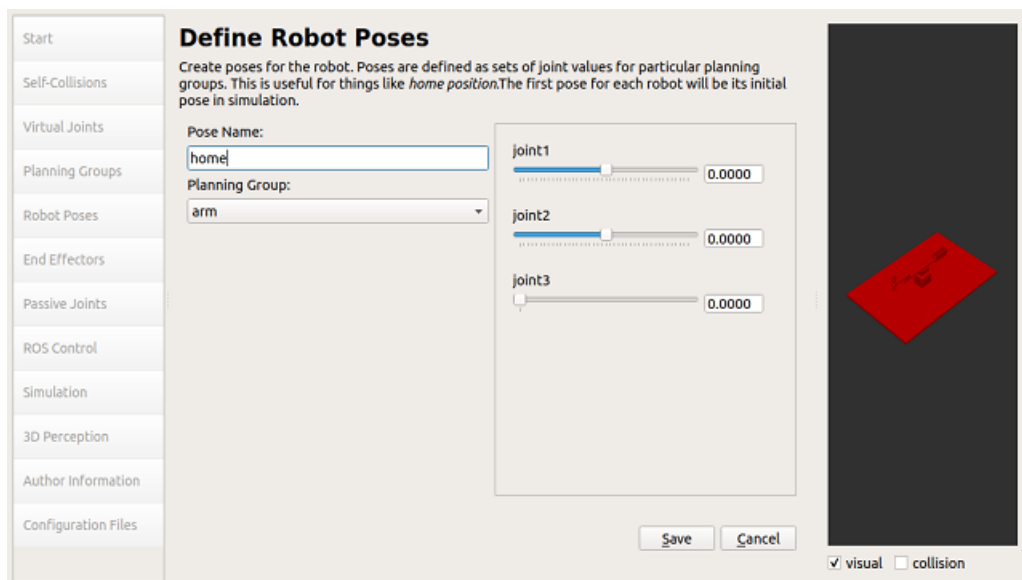 Start
Self-Collisions
Virtual Joints
Planning Groups
Robot Poses
End Effectors
Passive Joints
ROS Control
Simulation
3D Perception
Author Information
Configuration Files
Define Robot Poses
Create poses for the robot. Poses are defined as sets of joint values for particular planning
groups. This is useful for things like home position.The first pose for each robot will be its initial
pose in simulation.
Pose Name:
home
Planning Group:
arm
joint1
0.0000
joint2
0.0000
joint3
0.0000
Save
Cancel
visual
collision